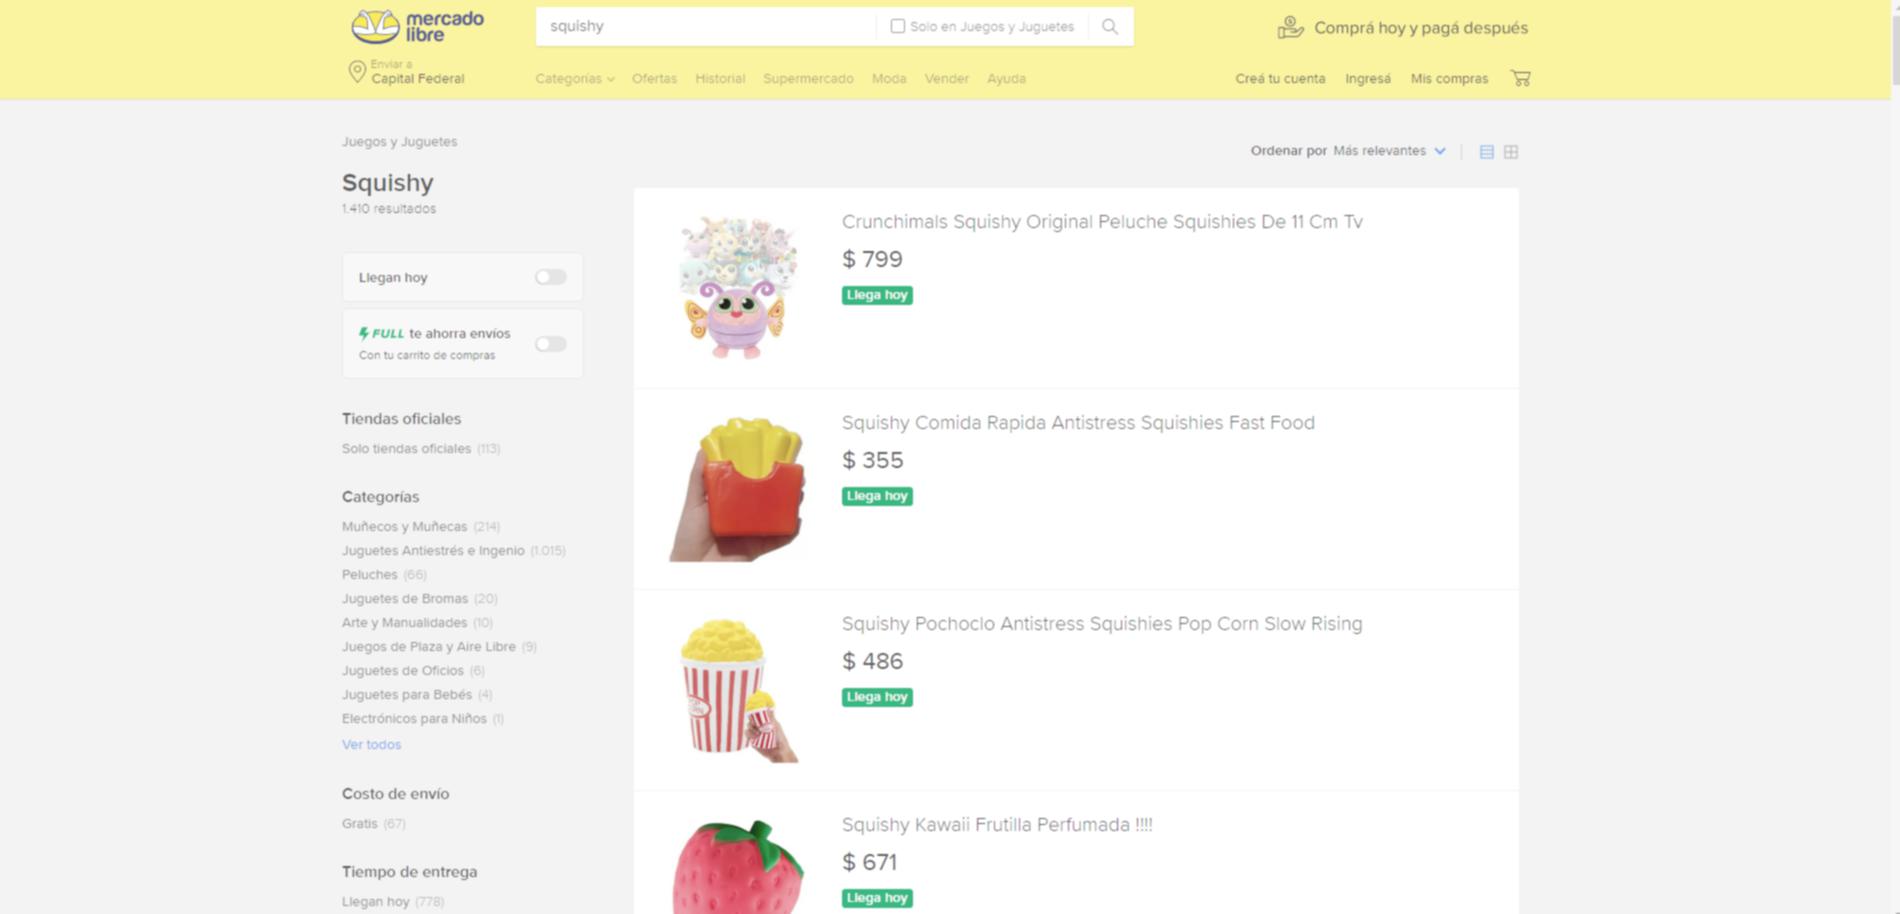 mercado
libre
squishy
Solo en Juegos y Juguetes
Comprá hoy y pagá después
Enviar a
Capital Federal
Categorías
Ofertas
Historial
Supermercado
Moda
Vender
Ayuda
Creá tu cuenta
Ingresá
Mis compras
Juegos y Juguetes
Squishy
1.410 resultados
Ordenar por Más relevantes
Llegan hoy
FULL te ahorra envíos
Con tu carrito de compras
Tiendas oficiales
Solo tiendas oficiales (113)
Categorías
Muñecos y Muñecas (214)
Juguetes Antiestrés e Ingenio (1.015)
Peluches (66)
Juguetes de Bromas (20)
Arte y Manualidades (10)
Juegos de Plaza y Aire Libre (9)
Juguetes de Oficios (6)
Juguetes para Bebés (4)
Electrónicos para Niños (1)
Ver todos
Costo de envío
Gratis (67)
Tiempo de entrega
Llegan hoy (778)
Crunchimals Squishy Original Peluche Squishies De 11 Cm Tv
$ 799
Llega hoy
Squishy Comida Rapida Antistress Squishies Fast Food
$ 355
Llega hoy
Squishy Pochoclo Antistress Squishies Pop Corn Slow Rising
$ 486
Llega hoy
Squishy Kawaii Frutilla Perfumada !!!!
$ 671
Llega hoy